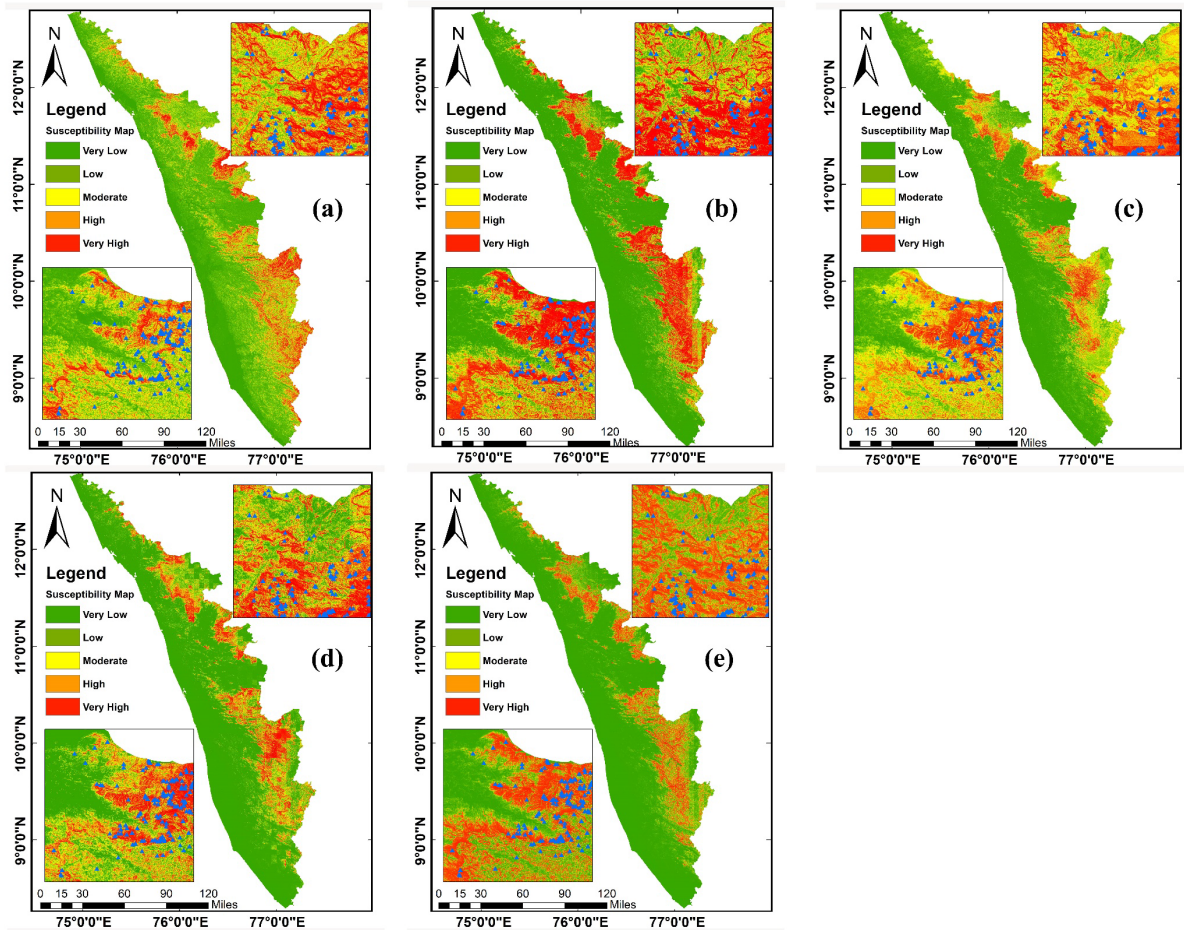 N
Legend
Susceptibility Map
Very Low
Low
Moderate
High
Very High
(a)
12°0'0"N
11°0'0"N
10°0'0"N
9°0'0"N
0 15 30 60 90 120
Miles
75°0'0"E 76°0'0"E 77°0'0"E
N
Legend
Susceptibility Map
Very Low
Low
Moderate
High
Very High
(b)
12°0'0"N
11°0'0"N
10°0'0"N
9°0'0"N
0 15 30 60 90 120
Miles
75°0'0"E 76°0'0"E 77°0'0"E
N
Legend
Susceptibility Map
Very Low
Low
Moderate
High
Very High
(c)
12°0'0"N
11°0'0"N
10°0'0"N
9°0'0"N
0 15 30 60 90 120
Miles
75°0'0"E 76°0'0"E 77°0'0"E
N
Legend
Susceptibility Map
Very Low
Low
Moderate
High
Very High
(d)
12°0'0"N
11°0'0"N
10°0'0"N
9°0'0"N
0 15 30 60 90 120
Miles
75°0'0"E 76°0'0"E 77°0'0"E
N
Legend
Susceptibility Map
Very Low
Low
Moderate
High
Very High
(e)
12°0'0"N
11°0'0"N
10°0'0"N
9°0'0"N
0 15 30 60 90 120
Miles
75°0'0"E 76°0'0"E 77°0'0"E